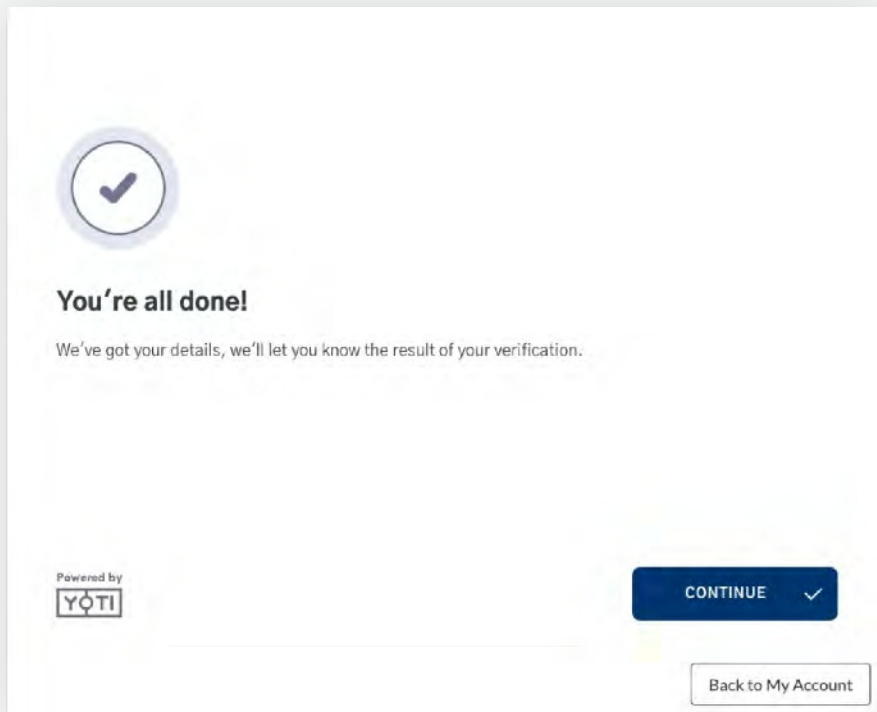 You're all done!
We've got your details, we'll let you know the result of your verification.
Powered by
YOTI
CONTINUE
Back to My Account